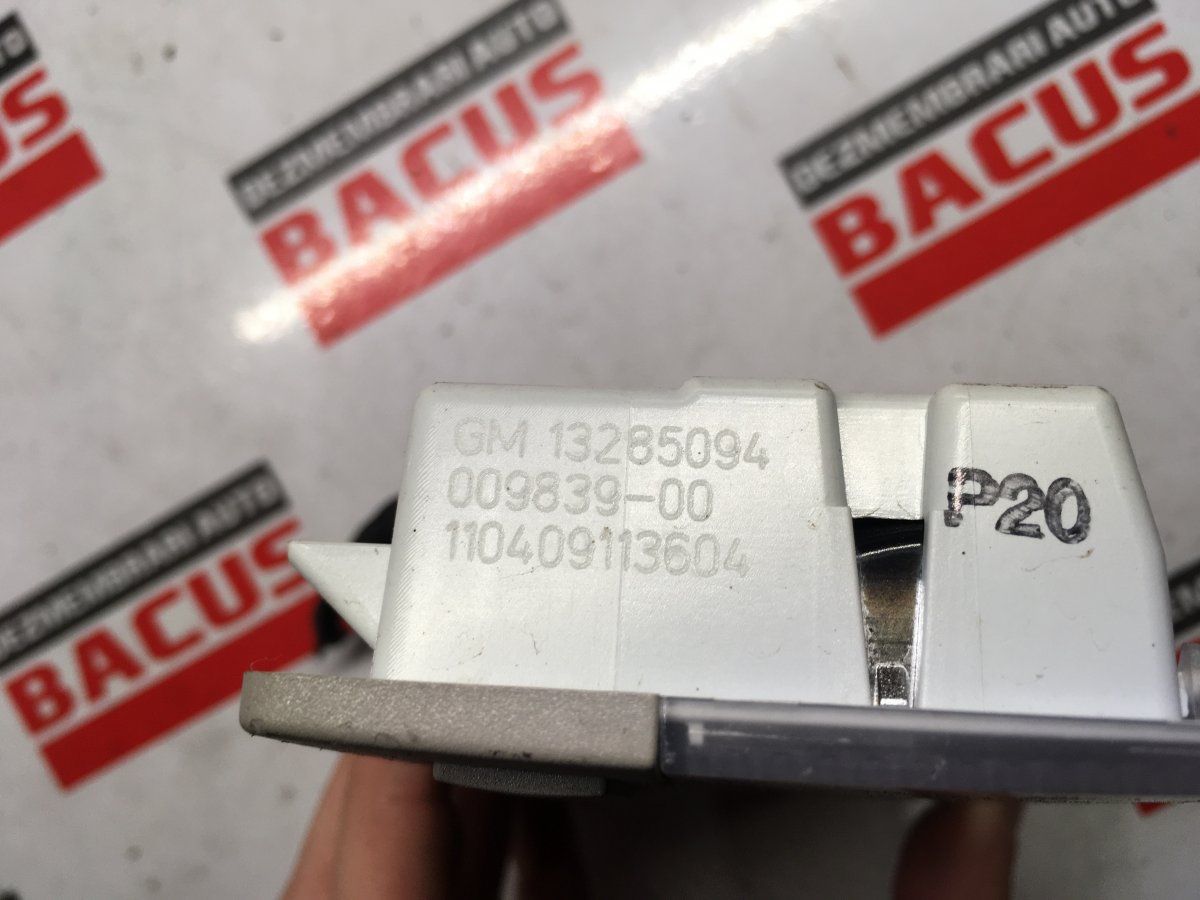 DEZMEMBRARI AUTO
BACUS
DEZMEMBRARI AUTO
BACUS
GM 13285094
009839-00
110409113604
P20
DEZMEMBRARI AUTO
BACUS